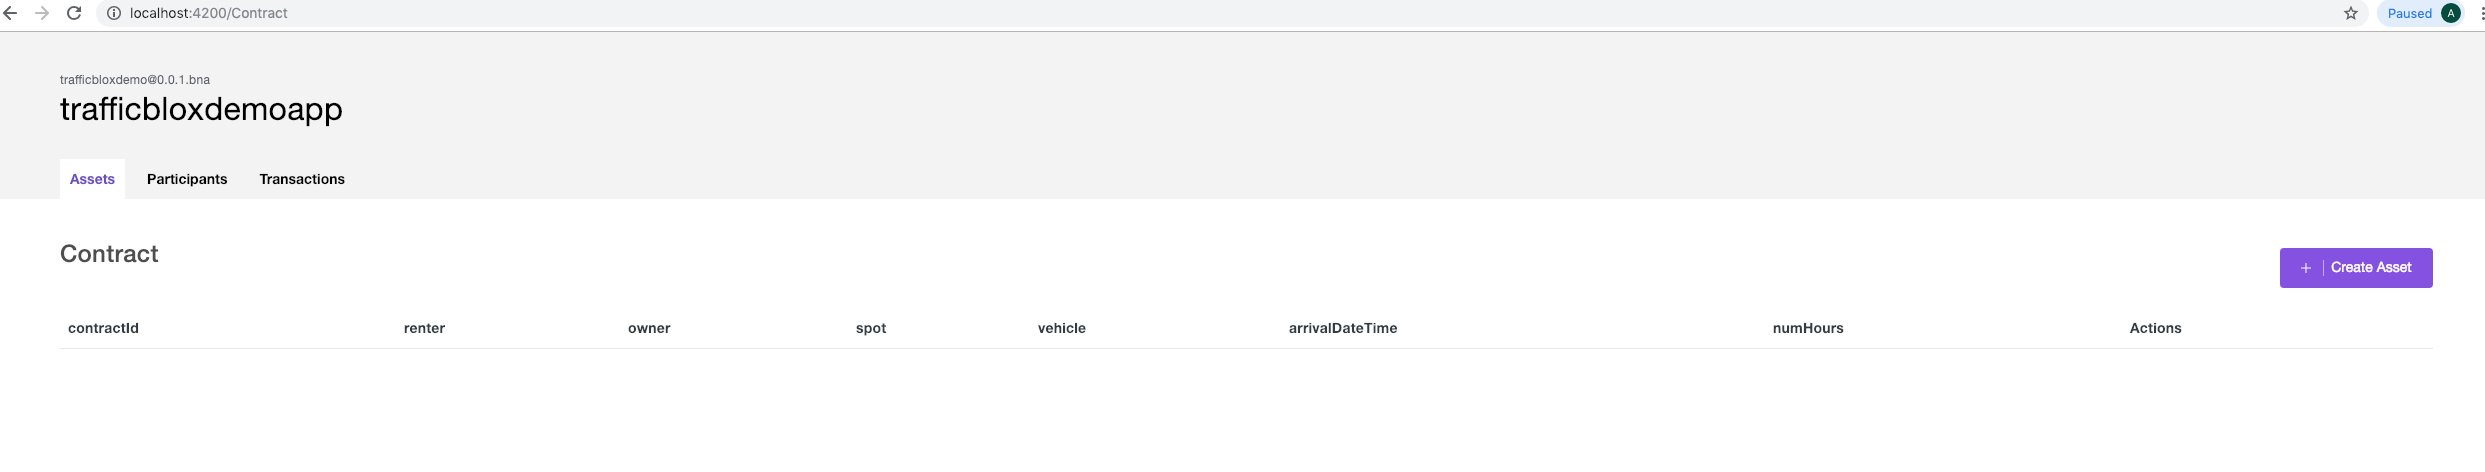 localhost:4200/Contract
Paused A
trafficbloxdemo@0.0.1.bna
trafficbloxdemoapp
Assets Participants Transactions
Contract
+ Create Asset
contractId renter owner spot vehicle arrivalDateTime numHours Actions